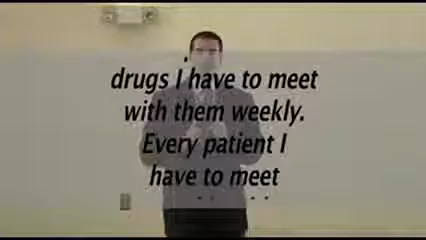 drugs I have to meet
with them weekly.
Every patient I
have to meet